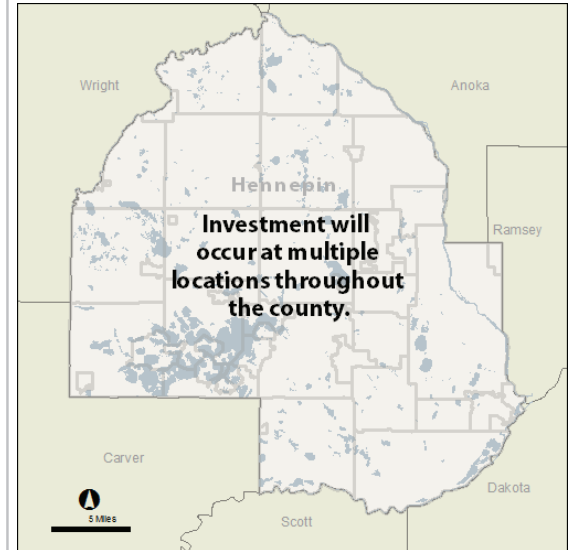 Wright
Anoka
Hennepin
Ramsey
Investment will
occur at multiple
locations throughout
the county.
Carver
Dakota
5 Miles
Scott